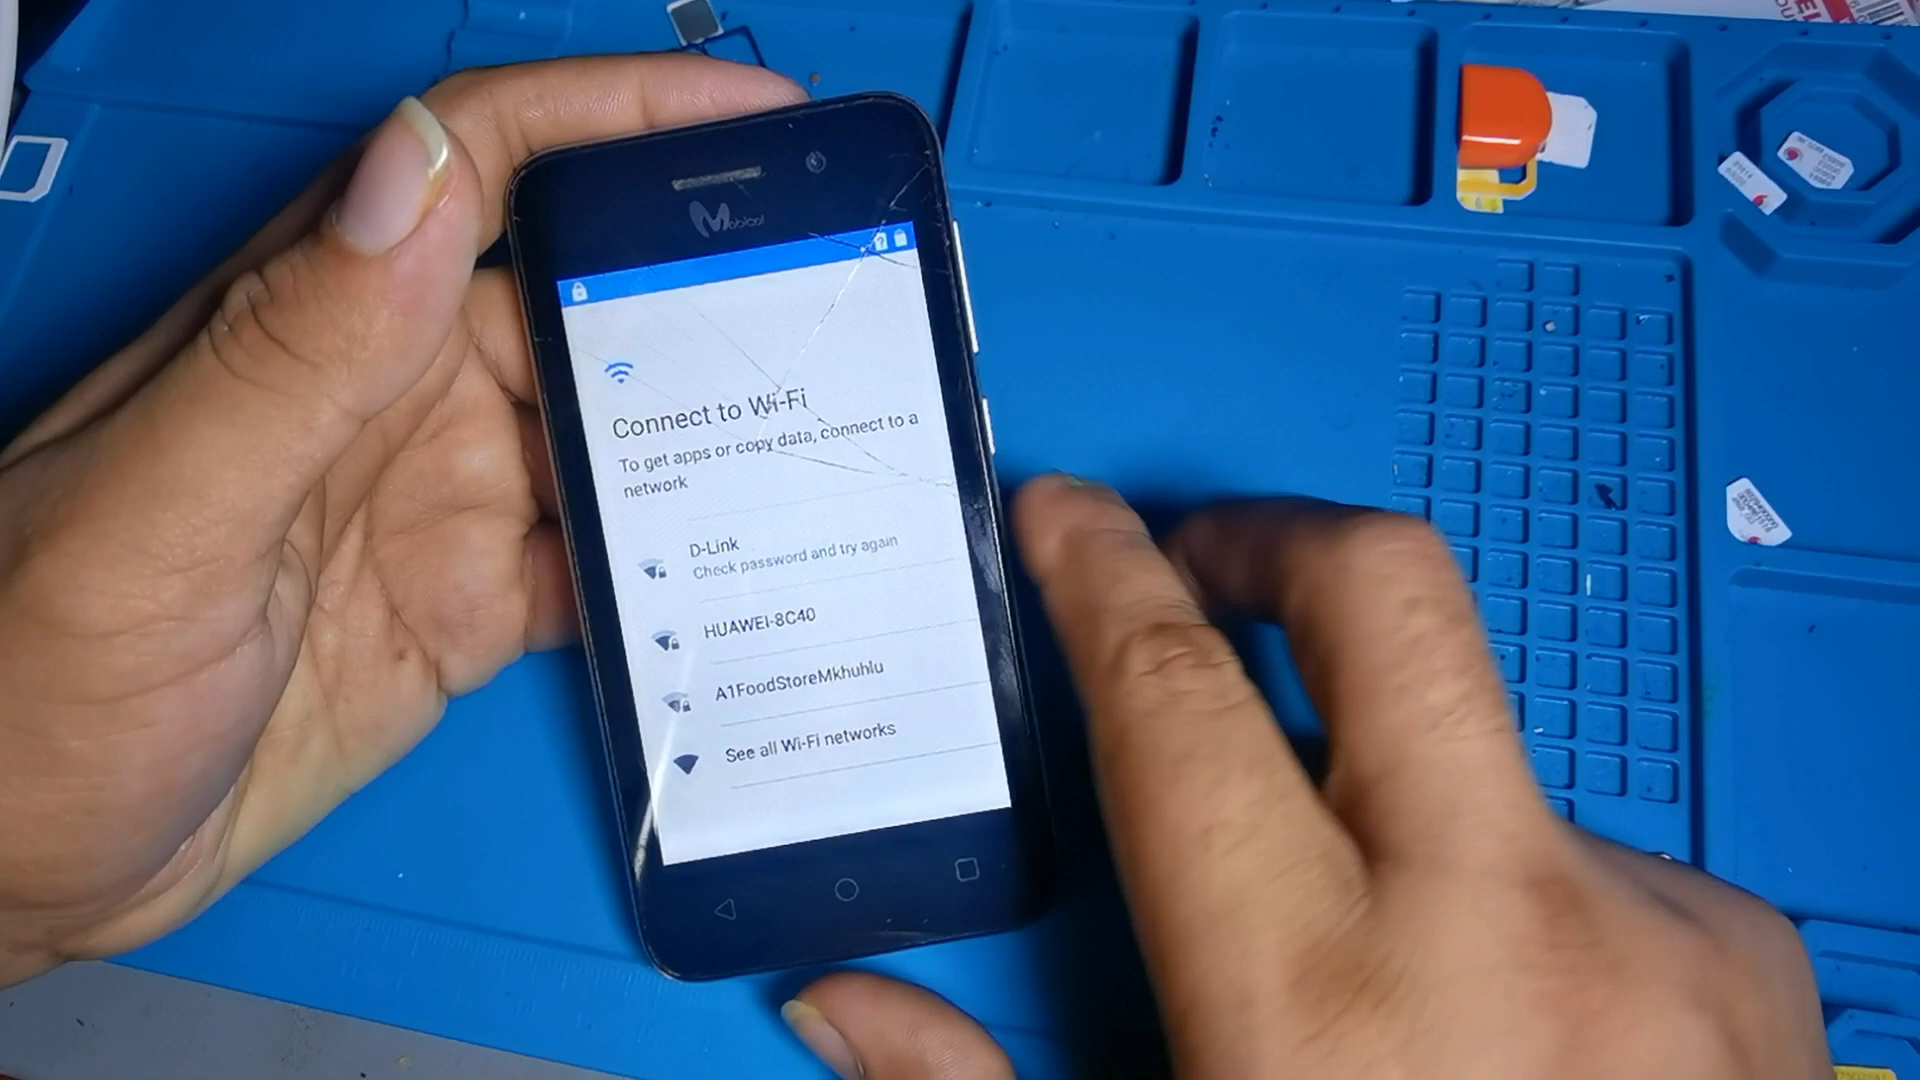 Mobicel
Connect to Wi-Fi
To get apps or copy data, connect to a
network
D-Link
Check password and try again
HUAWEI-8C40
A1FoodStoreMkhuhlu
See all Wi-Fi networks